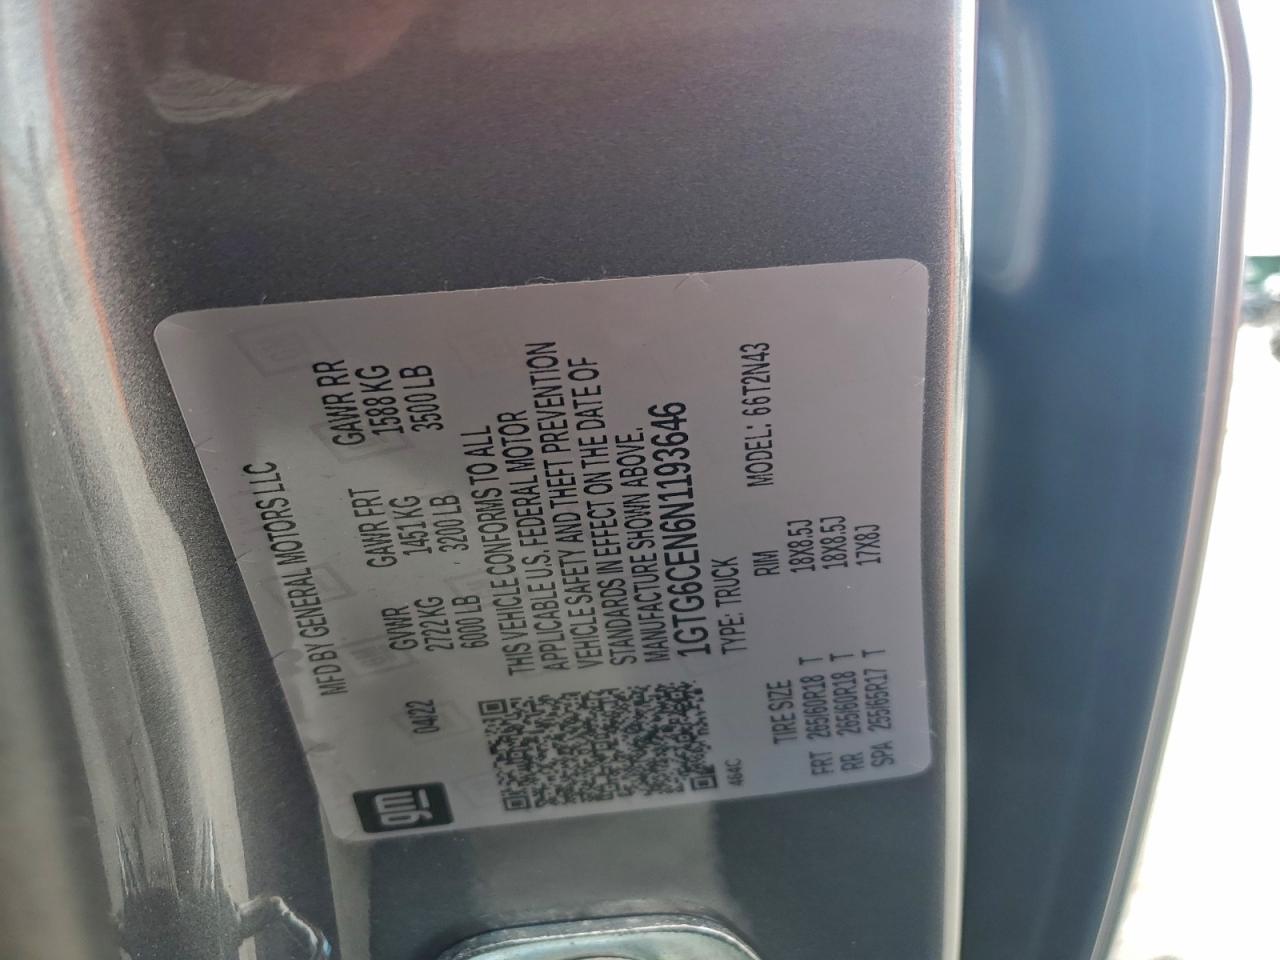 gm
MFD BY GENERAL MOTORS LLC
04/22
GVWR GAWR FRT GAWR RR
2722 KG 1451 KG 1588 KG
6000 LB 3200 LB 3500 LB
THIS VEHICLE CONFORMS TO ALL
APPLICABLE U.S. FEDERAL MOTOR
VEHICLE SAFETY AND THEFT PREVENTION
STANDARDS IN EFFECT ON THE DATE OF
MANUFACTURE SHOWN ABOVE.
1GTG6CEN6N1193646
464C TYPE: TRUCK MODEL: 66T2N43
TIRE SIZE RIM
FRT 265/60R18 T 18X8.5J
RR 265/60R18 T 18X8.5J
SPA 255/65R17 T 17X8J